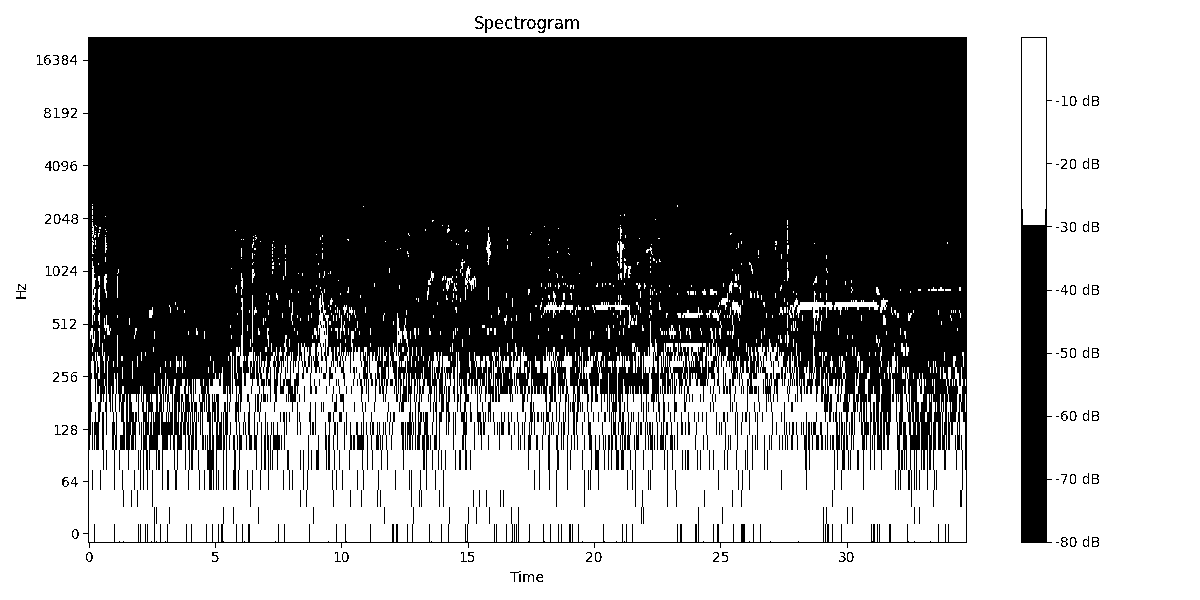 Spectrogram
16384
8192
4096
2048
1024
512
256
128
64
0
Hz
0 5 10 15 20 25 30
Time
-10 dB
-20 dB
-30 dB
-40 dB
-50 dB
-60 dB
-70 dB
-80 dB